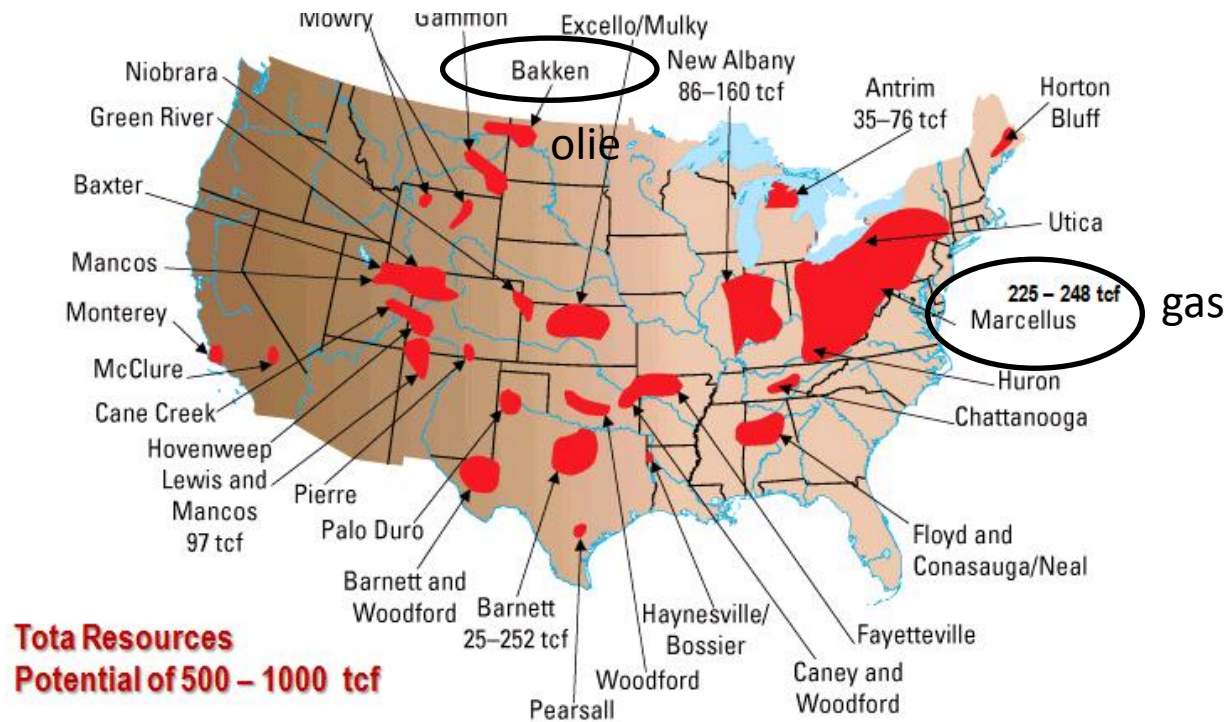 Mowry
Gammon
Excello/Mulky
Niobrara
Bakken
New Albany
86–160 tcf
Antrim
35–76 tcf
Horton
Bluff
Green River
olie
Baxter
Utica
Mancos
225 – 248 tcf
Marcellus
gas
Monterey
McClure
Huron
Cane Creek
Chattanooga
Hovenweep
Lewis and
Mancos
97 tcf
Pierre
Palo Duro
Floyd and
Conasauga/Neal
Barnett and
Woodford
Barnett
25–252 tcf
Haynesville/
Bossier
Fayetteville
Woodford
Caney and
Woodford
Pearsall
Tota Resources
Potential of 500 – 1000 tcf